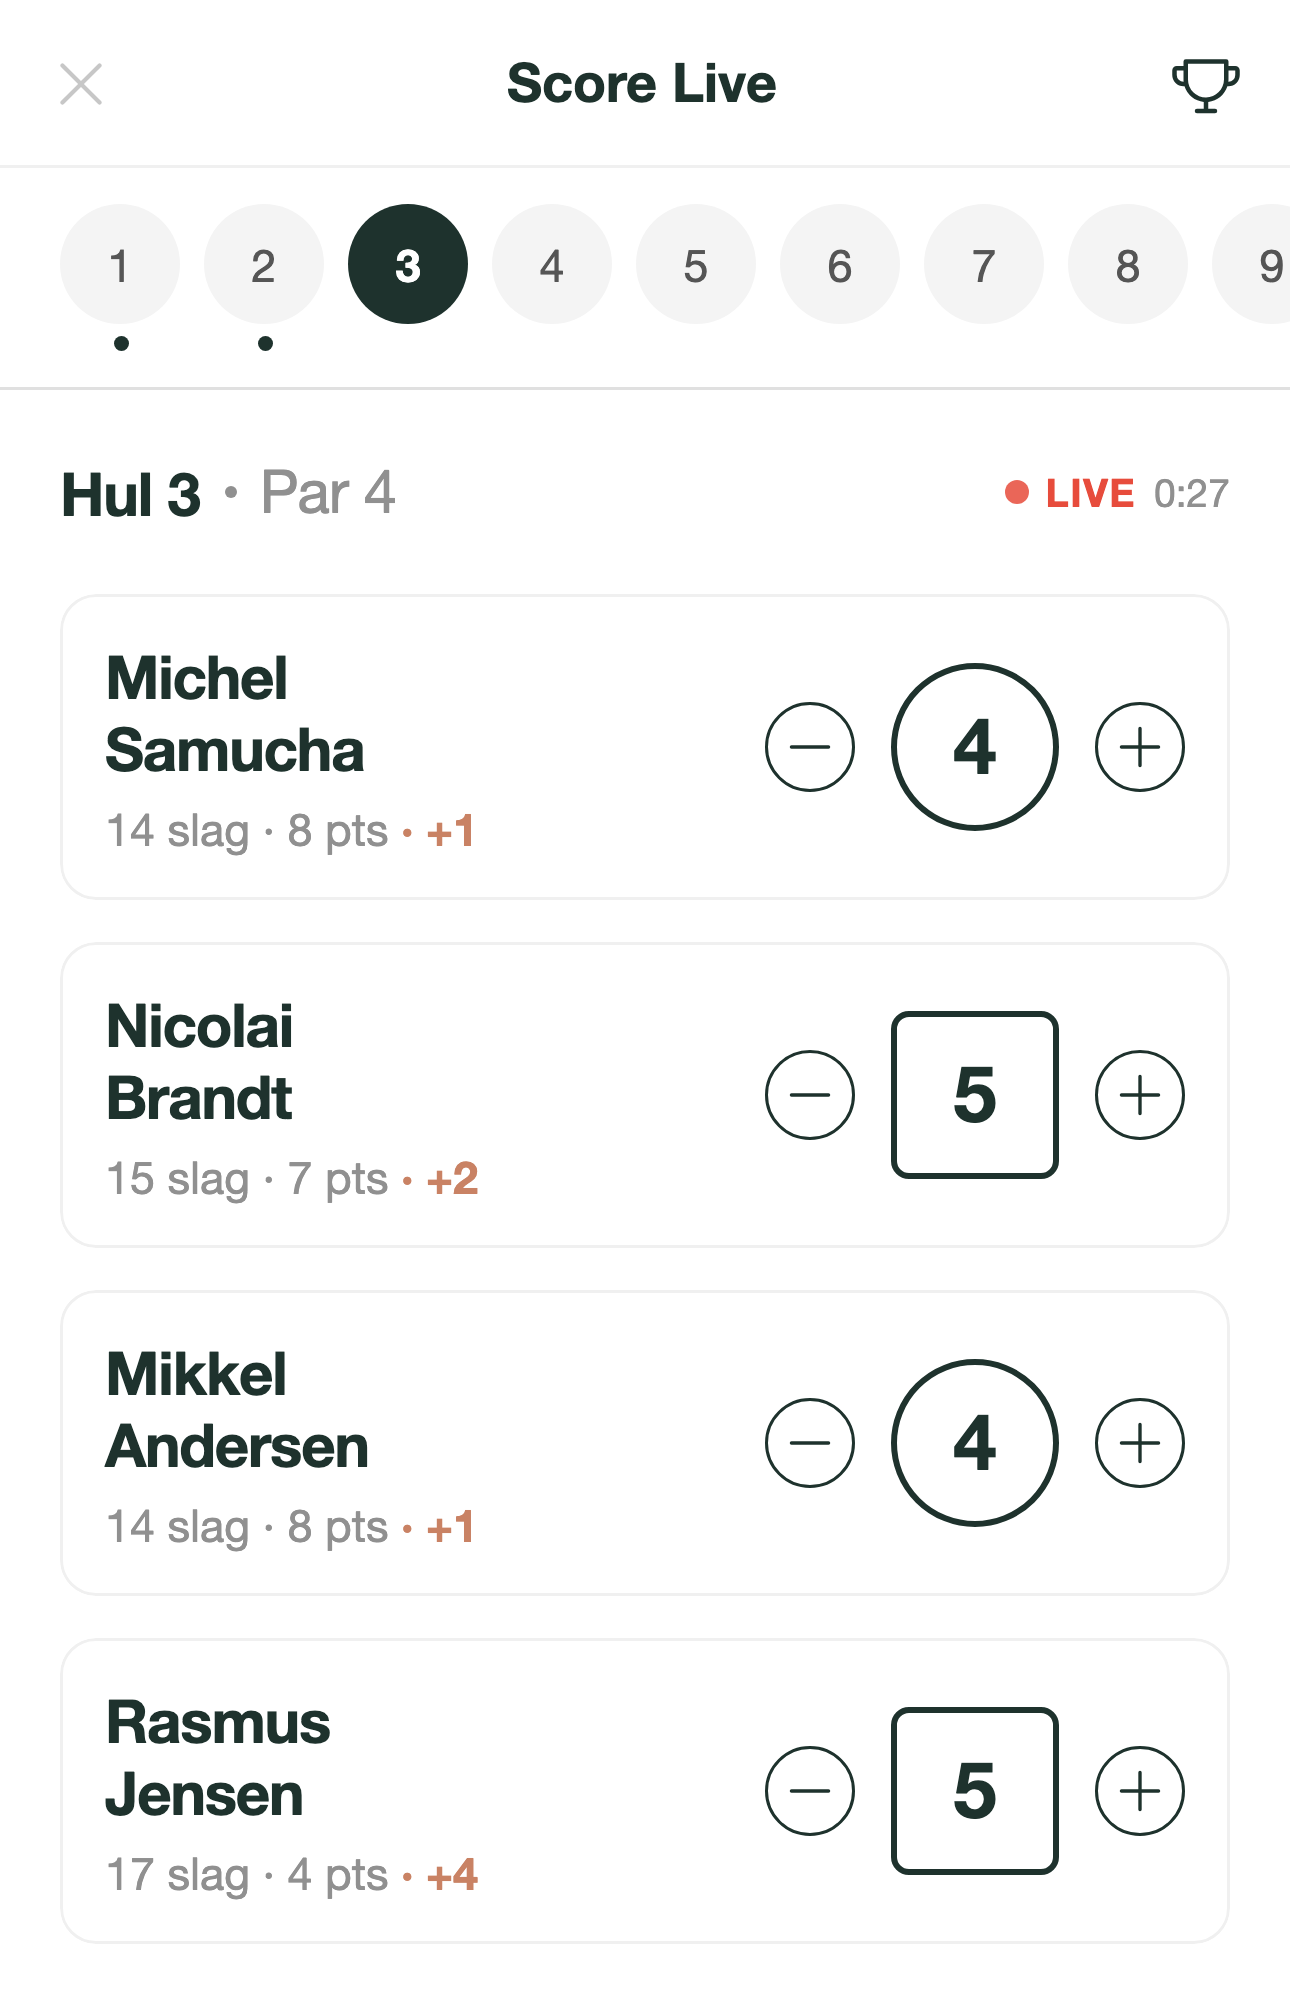 Score Live
1 2 3 4 5 6 7 8 9
Hul 3 · Par 4
LIVE 0:27
Michel
Samucha
14 slag · 8 pts · +1
4
Nicolai
Brandt
15 slag · 7 pts · +2
5
Mikkel
Andersen
14 slag · 8 pts · +1
4
Rasmus
Jensen
17 slag · 4 pts · +4
5